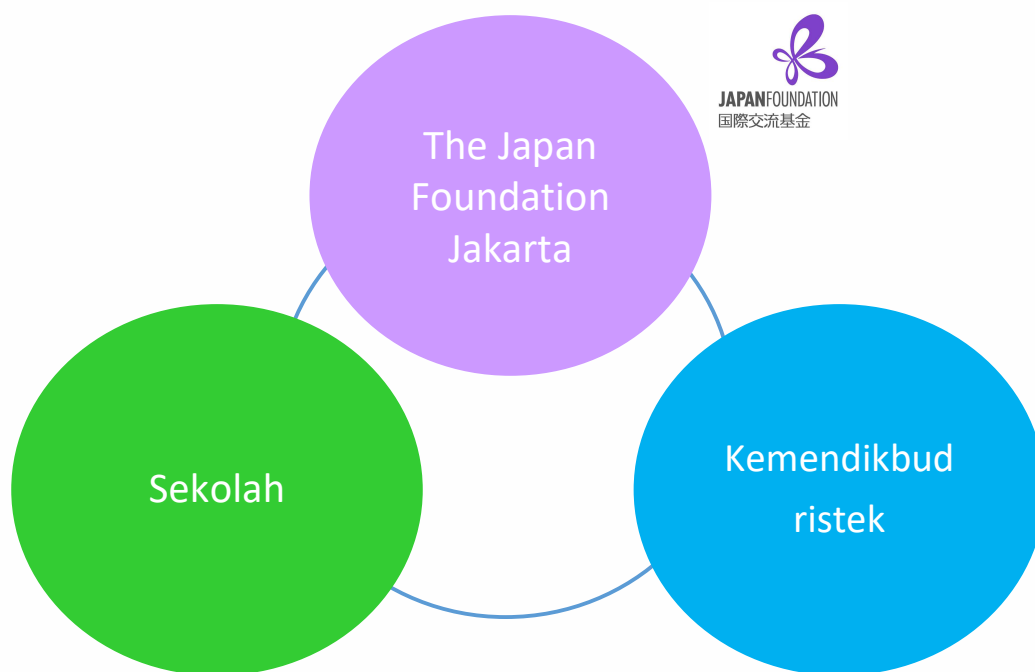 JAPANFOUNDATION
国際交流基金
The Japan
Foundation
Jakarta
Sekolah
Kemendikbud
ristek